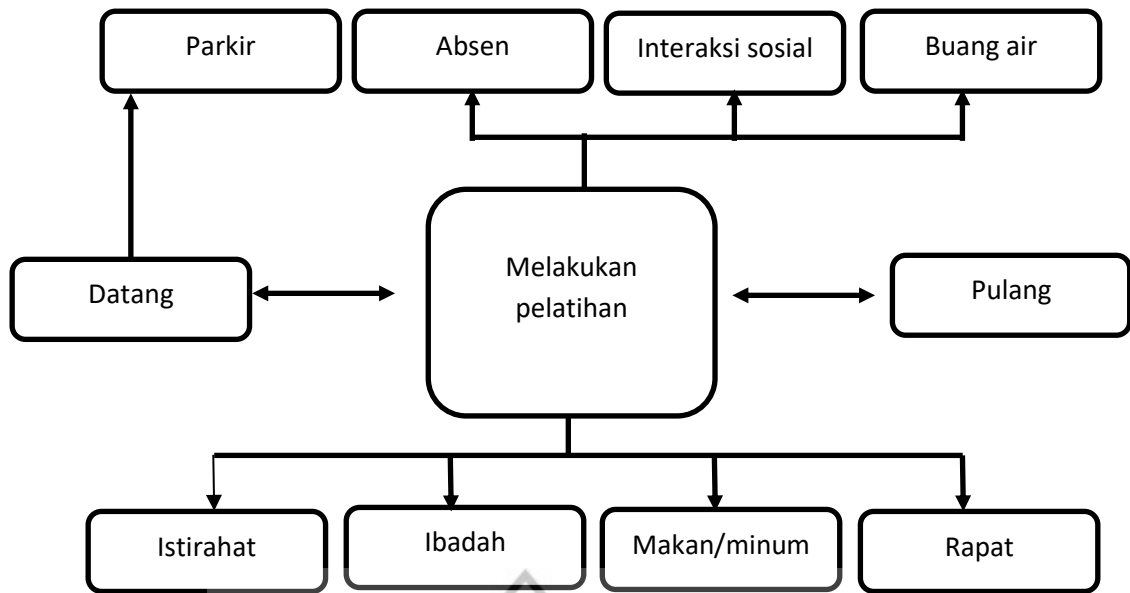 Parkir
Absen
Interaksi sosial
Buang air
Datang
Melakukan
pelatihan
Pulang
Istirahat
Ibadah
Makan/minum
Rapat